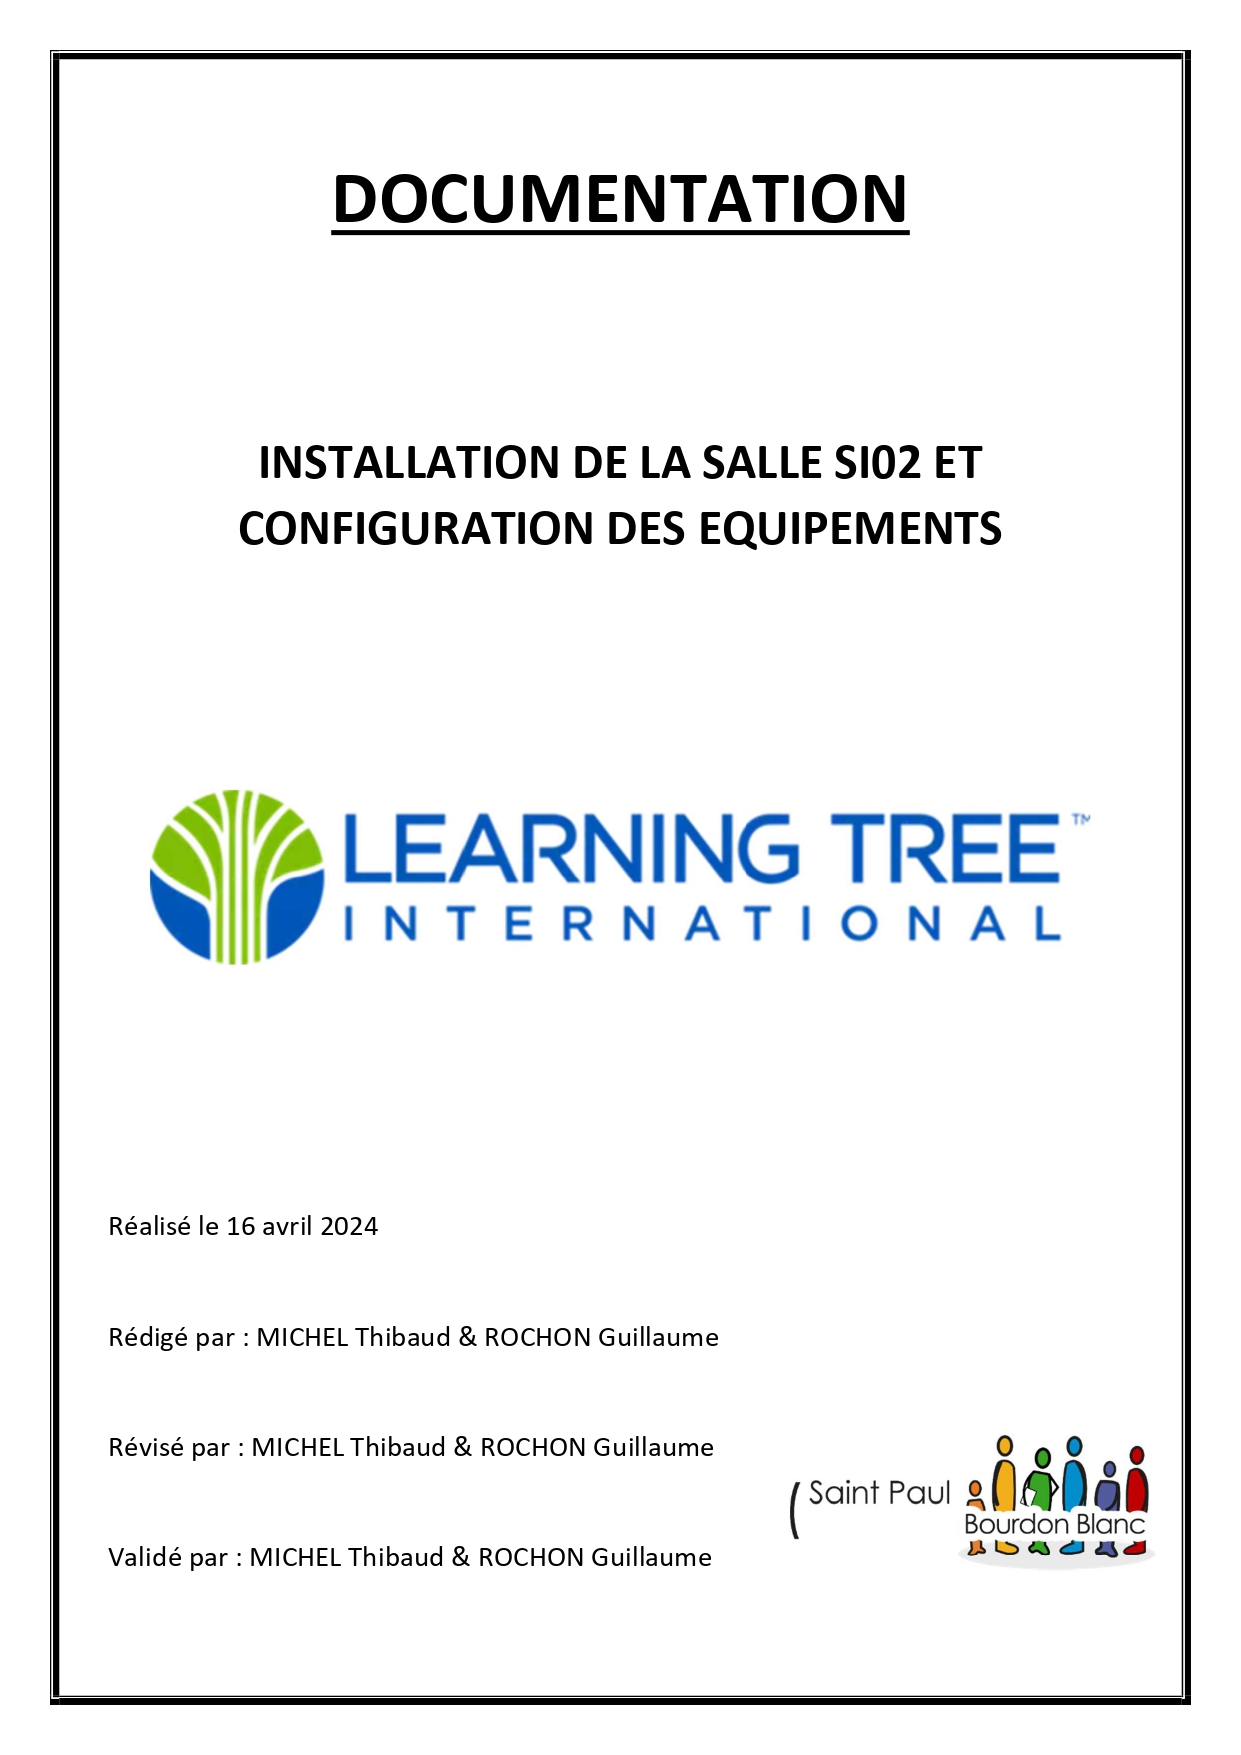 DOCUMENTATION
INSTALLATION DE LA SALLE SI02 ET
CONFIGURATION DES EQUIPEMENTS
LEARNING TREE ™
INTERNATIONAL
Réalisé le 16 avril 2024
Rédigé par : MICHEL Thibaud & ROCHON Guillaume
Révisé par : MICHEL Thibaud & ROCHON Guillaume
Saint Paul
Bourdon Blanc
Validé par : MICHEL Thibaud & ROCHON Guillaume